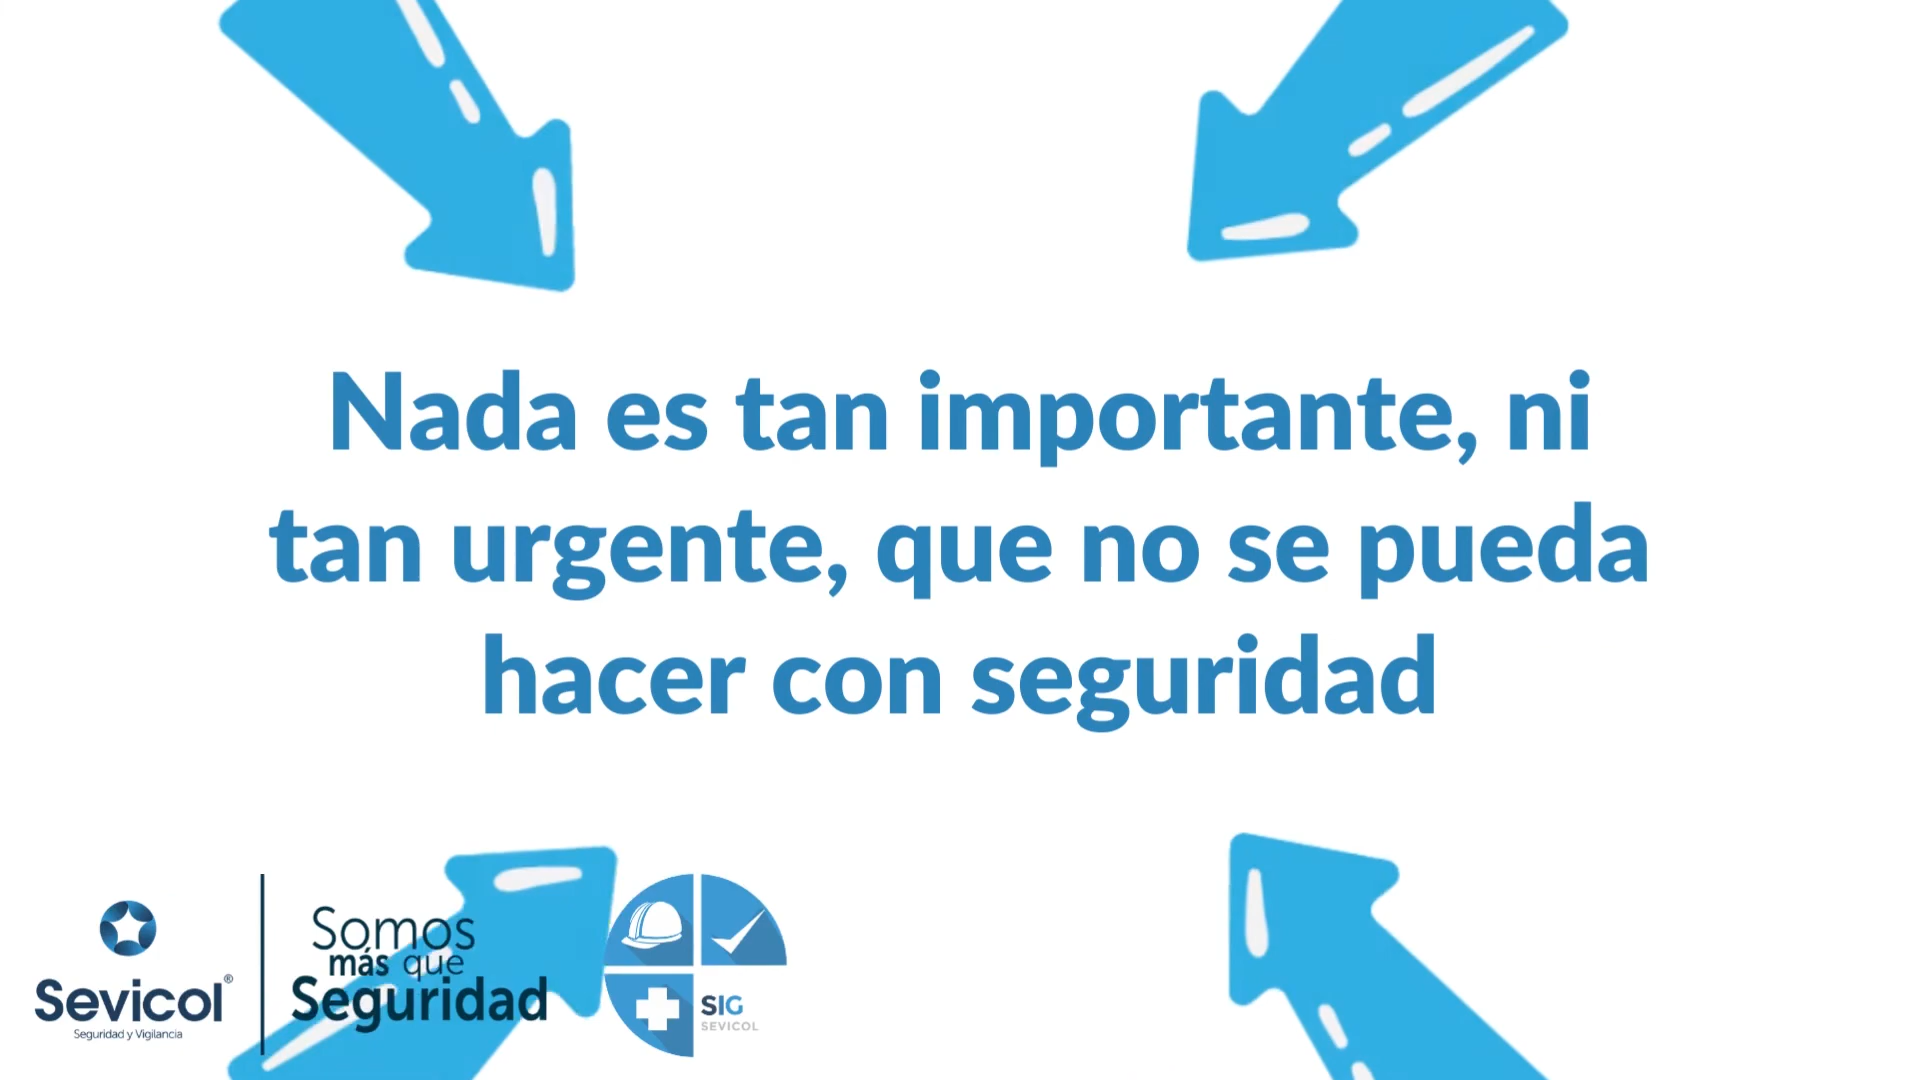 Nada es tan importante, ni
tan urgente, que no se pueda
hacer con seguridad
Sevicol®
Seguridad y Vigilancia
Somos
más que
Seguridad
SIG
SEVICOL